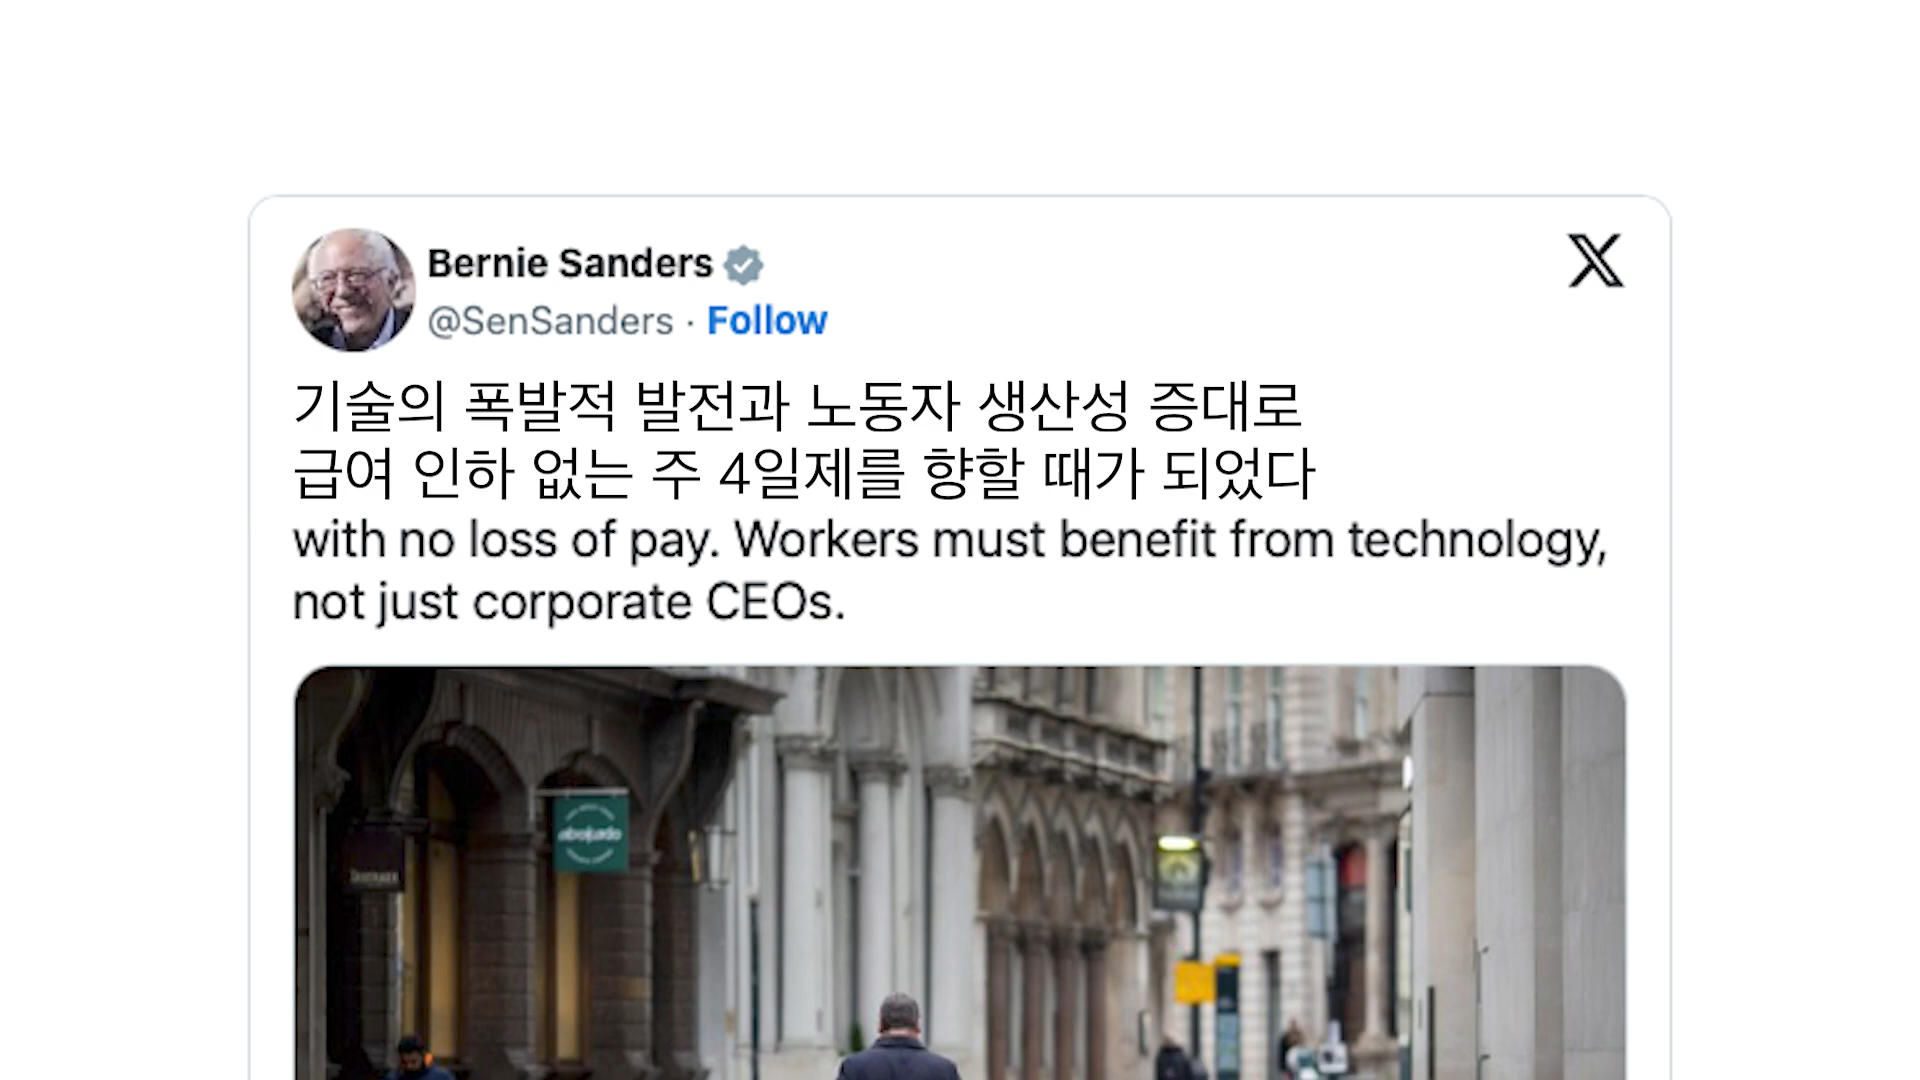 Bernie Sanders
@SenSanders · Follow
기술의 폭발적 발전과 노동자 생산성 증대로
급여 인하 없는 주 4일제를 향할 때가 되었다
with no loss of pay. Workers must benefit from technology,
not just corporate CEOs.
abokado